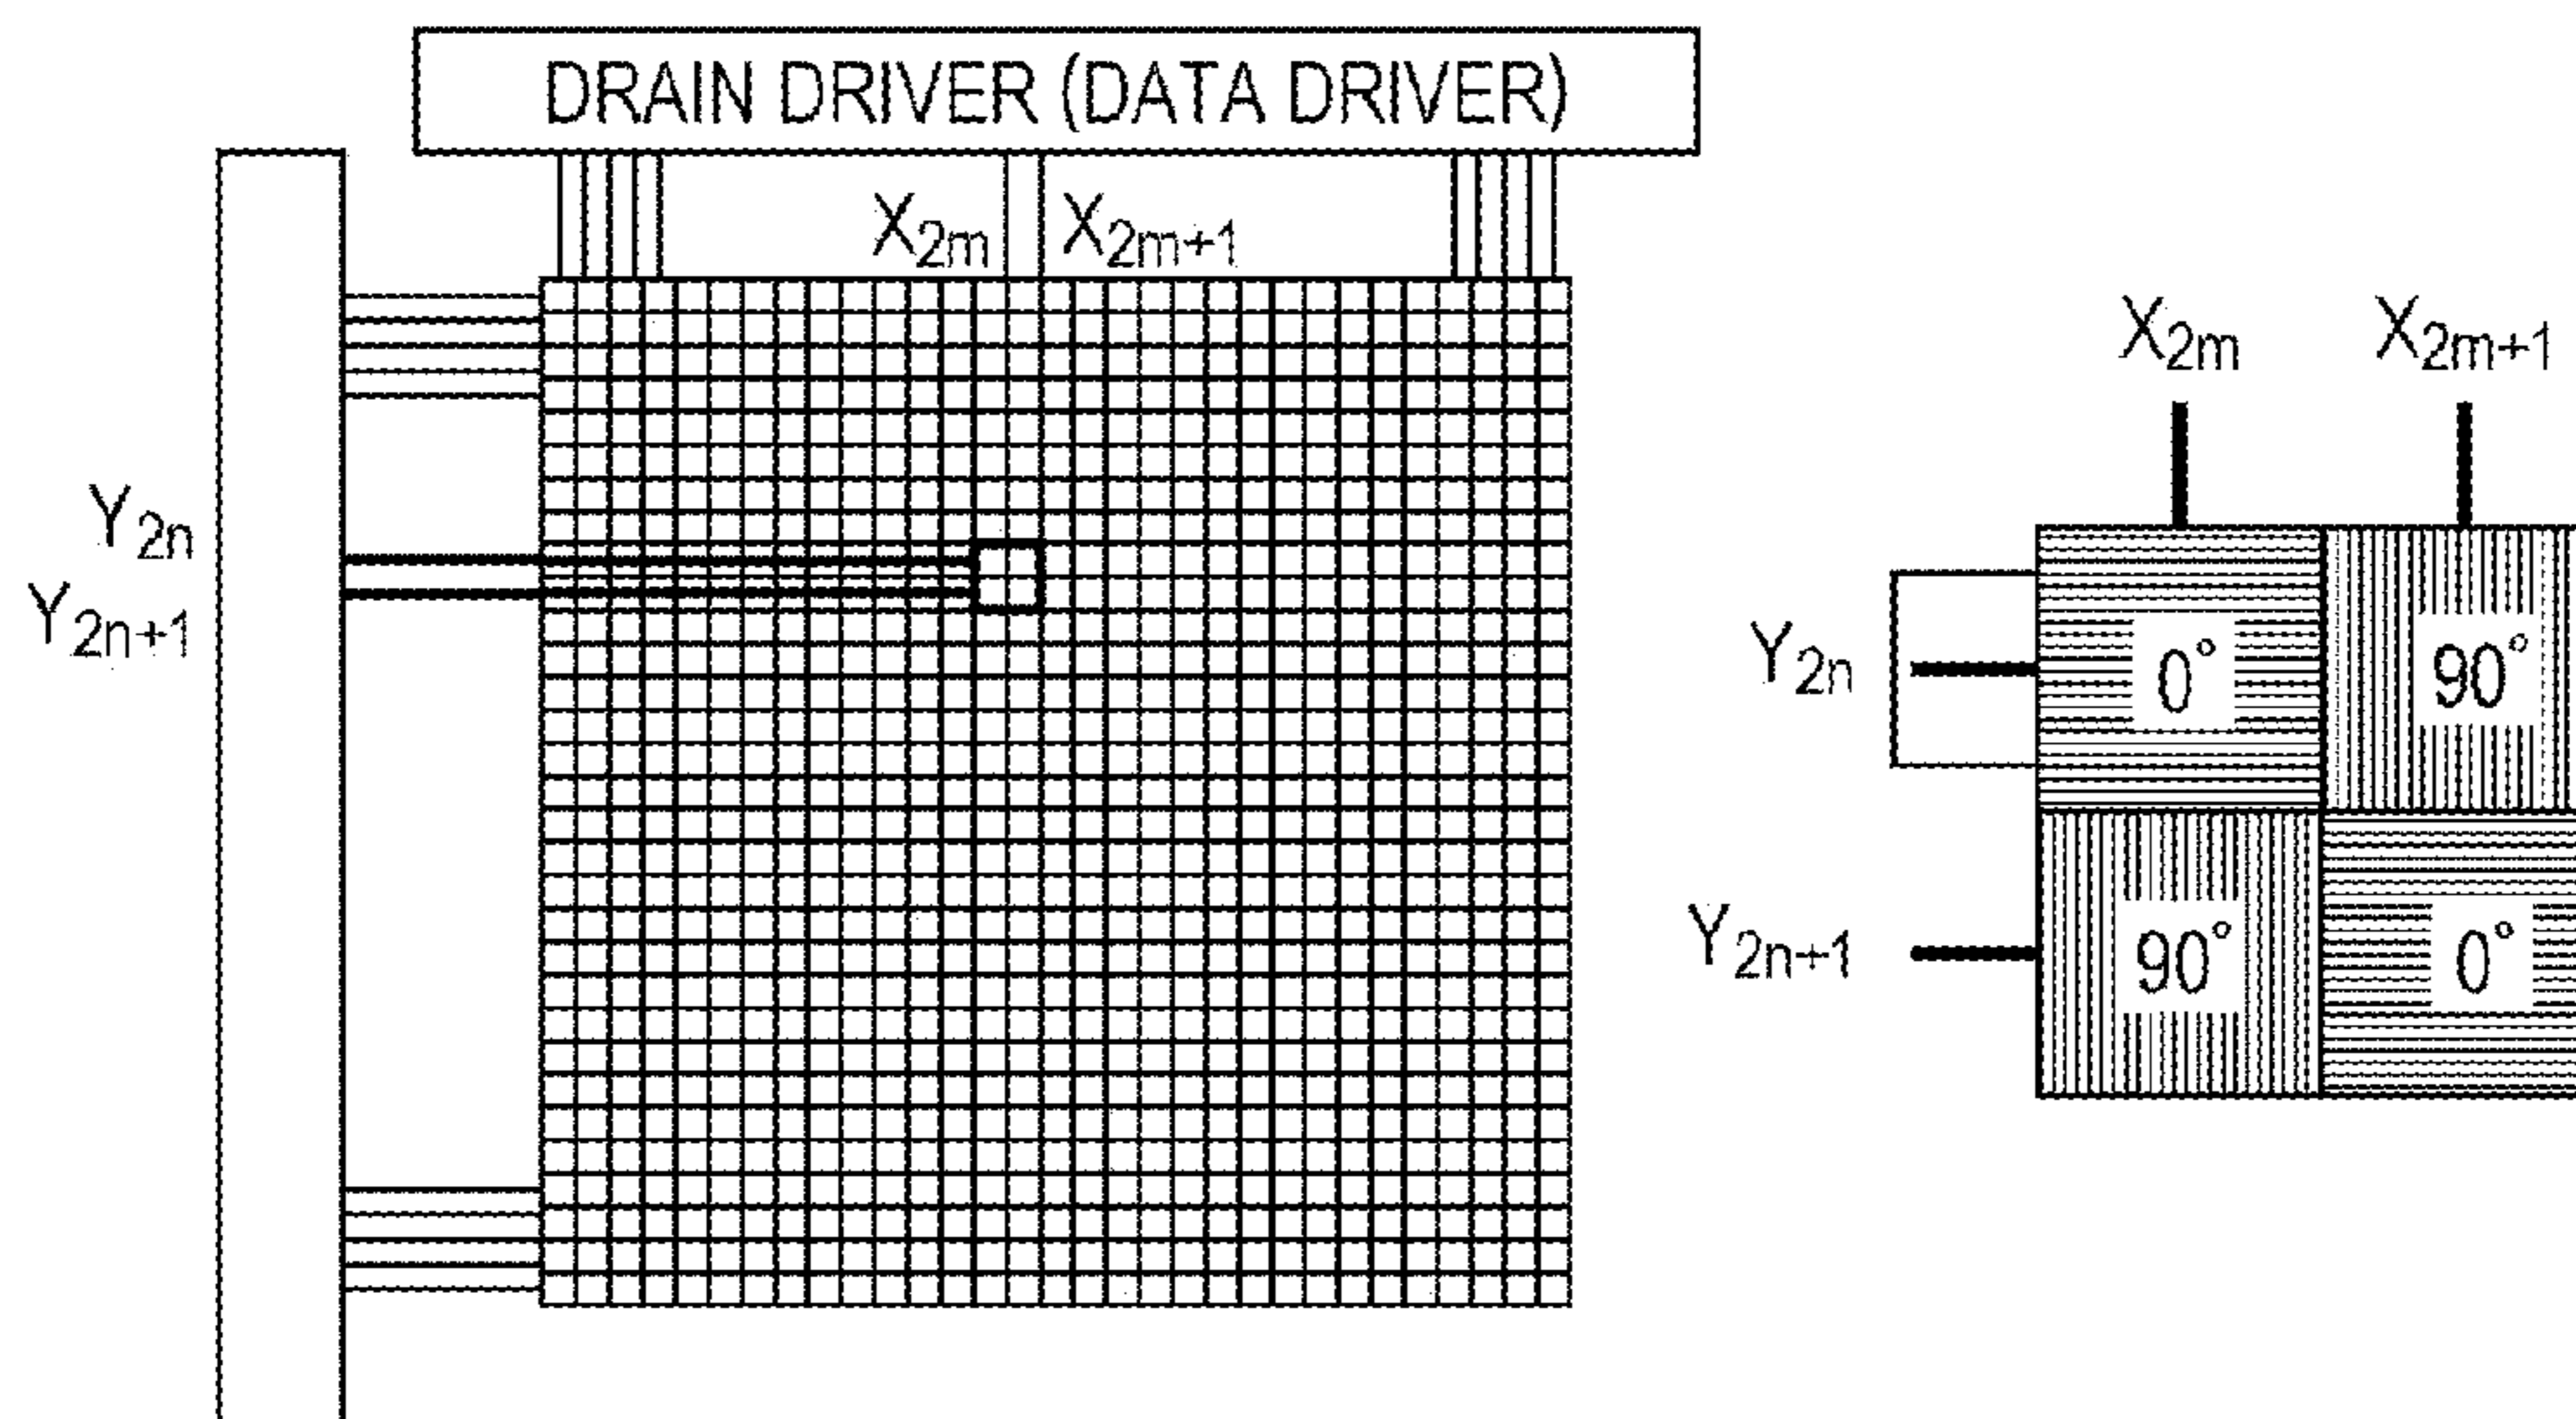 DRAIN DRIVER (DATA DRIVER)
X2m X2m+1
Y2n
Y2n+1
X2m X2m+1
Y2n
0° 90°
Y2n+1
90° 0°